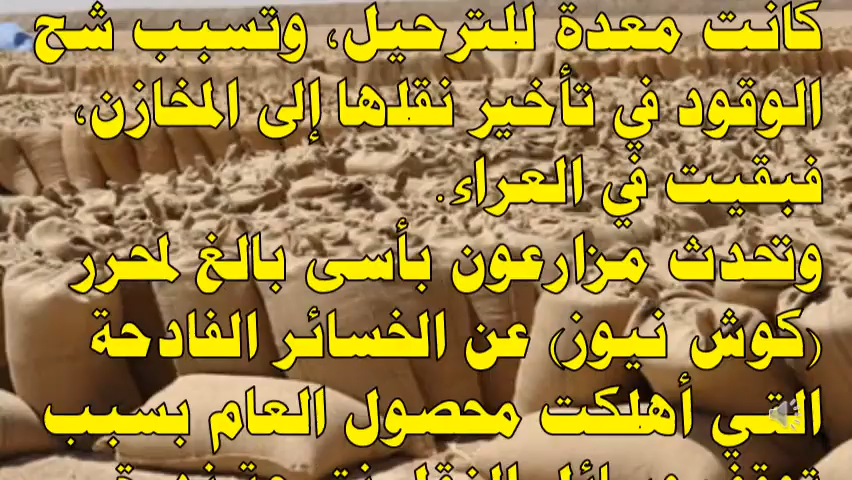 كانت معدة للترحيل، وتسبب شح
الوقود في تأخير نقلها إلى المخازن،
فبقيت في العراء.
وتحدث مزارعون بأسى بالغ لمحرر
(كوش نيوز) عن الخسائر الفادحة
التي أهلكت محصول العام بسبب